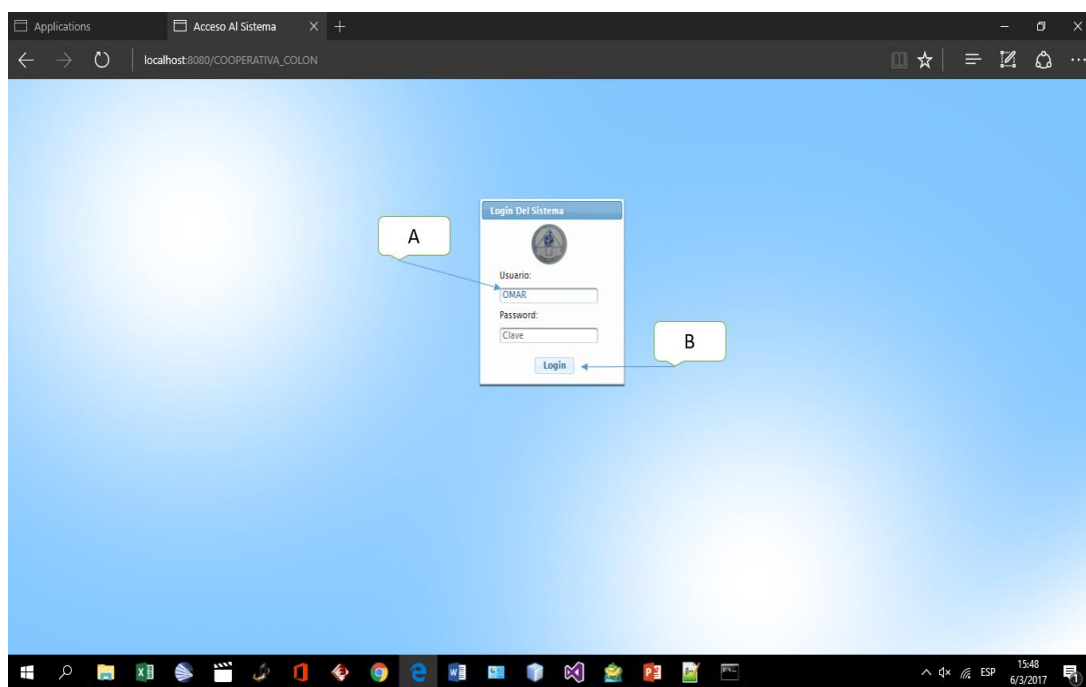 Applications
Acceso Al Sistema
localhost:8080/COOPERATIVA_COLON
Login Del Sistema
A
Usuario:
OMAR
Password:
Clave
B
Login
ESP
15:48
6/3/2017